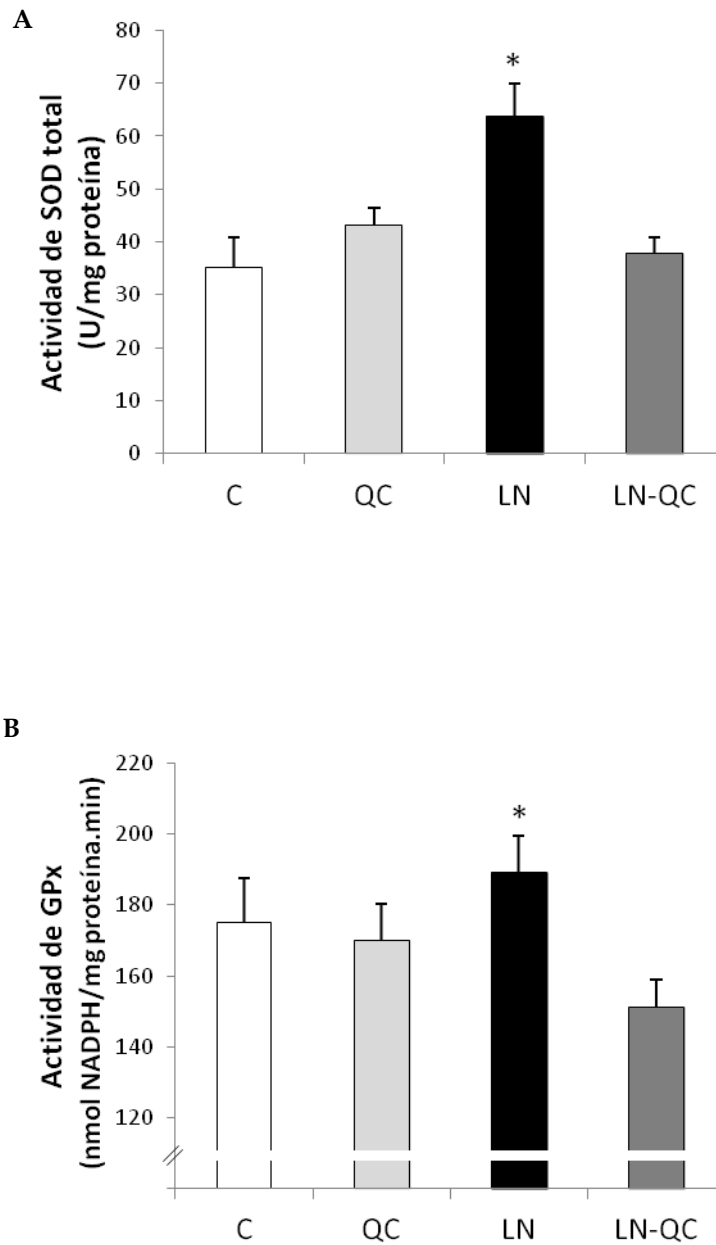 A
Actividad de SOD total
(U/mg proteína)
80
70
60
50
40
30
20
10
0
*
C QC LN LN-QC
B
Actividad de GPx
(nmol NADPH/mg proteína.min)
220
200
180
160
140
120
*
C QC LN LN-QC